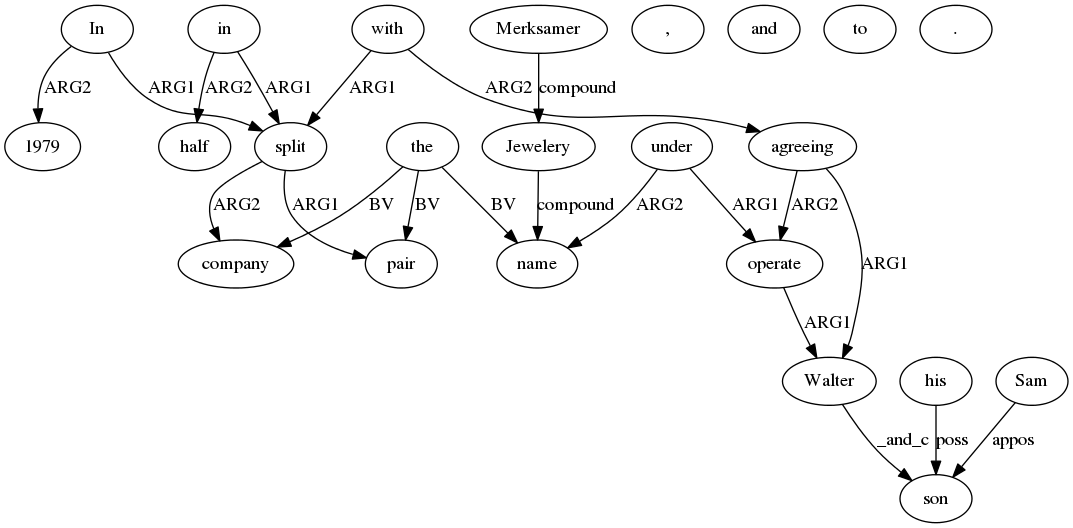 In in with Merksamer , and to .
ARG2 ARG1 ARG2 ARG1 ARG1 ARG2 compound
1979 half split the Jewelery under agreeing
ARG2 ARG1 BV BV BV compound ARG2 ARG1 ARG2
company pair name operate ARG1
ARG1
Walter his Sam
_and_c poss appos
son